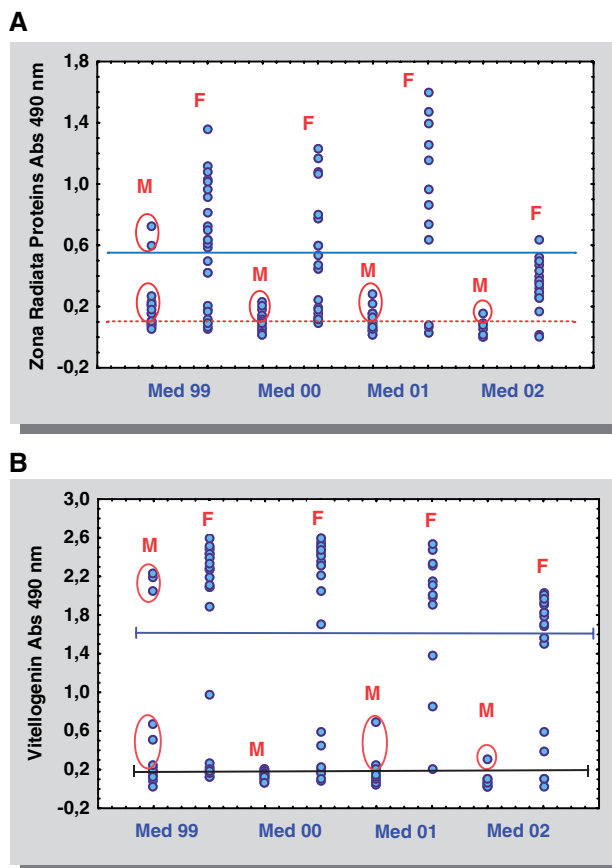 A
Zona Radiata Proteins Abs 490 nm
1,8
1,4
1,0
0,6
0,2
-0,2
M
F
M
F
M
F
M
F
Med 99
Med 00
Med 01
Med 02
B
Vitellogenin Abs 490 nm
3,0
2,6
2,2
1,8
1,4
1,0
0,6
0,2
-0,2
M
F
M
F
M
F
M
F
Med 99
Med 00
Med 01
Med 02